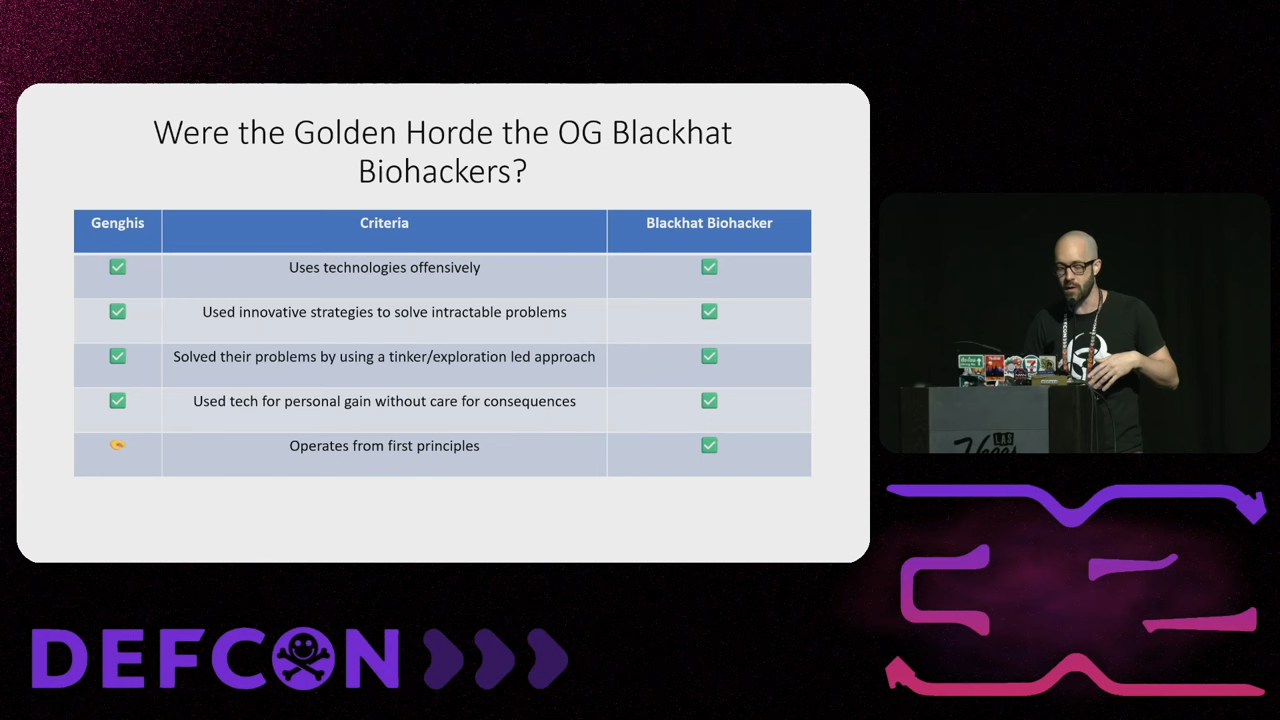 Were the Golden Horde the OG Blackhat
Biohackers?
Genghis Criteria Blackhat Biohacker
✅ Uses technologies offensively ✅
✅ Used innovative strategies to solve intractable problems ✅
✅ Solved their problems by using a tinker/exploration led approach ✅
✅ Used tech for personal gain without care for consequences ✅
Operates from first principles ✅
LAS
Vegas
DEFCON